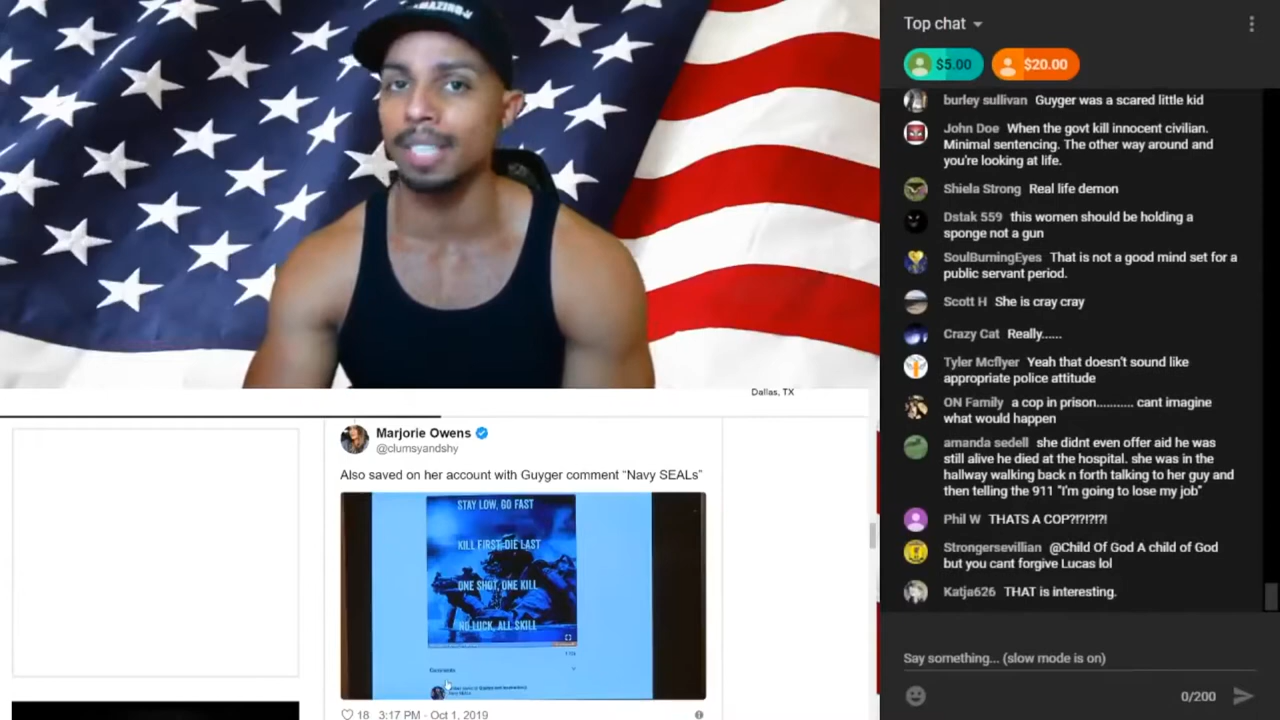 AMAZING
Top chat
$5.00
$20.00
burley sullivan Guyger was a scared little kid
John Doe When the govt kill innocent civilian.
Minimal sentencing. The other way around and
you're looking at life.
Shiela Strong Real life demon
Dstak 559 this women should be holding a
sponge not a gun
SoulBurningEyes That is not a good mind set for a
public servant period.
Scott H She is cray cray
Crazy Cat Really......
Tyler Mcflyer Yeah that doesn't sound like
appropriate police attitude
ON Family a cop in prison........... cant imagine
what would happen
amanda sedell she didnt even offer aid he was
still alive he died at the hospital. she was in the
hallway walking back n forth talking to her guy and
then telling the 911 "I'm going to lose my job"
Phil W THATS A COP?!?!?!?!
Strongersevillian @Child Of God A child of God
but you cant forgive Lucas lol
Katja626 THAT is interesting.
Say something... (slow mode is on)
0/200
Dallas, TX
Marjorie Owens
@clumsyandshy
Also saved on her account with Guyger comment “Navy SEALs”
STAY LOW, GO FAST
KILL FIRST, DIE LAST
ONE SHOT, ONE KILL
NO LUCK, ALL SKILL
Comments
18 3:17 PM - Oct 1, 2019